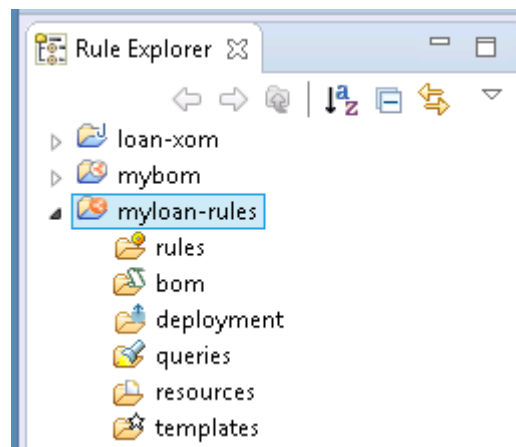 Rule Explorer
loan-xom
mybom
myloan-rules
rules
bom
deployment
queries
resources
templates